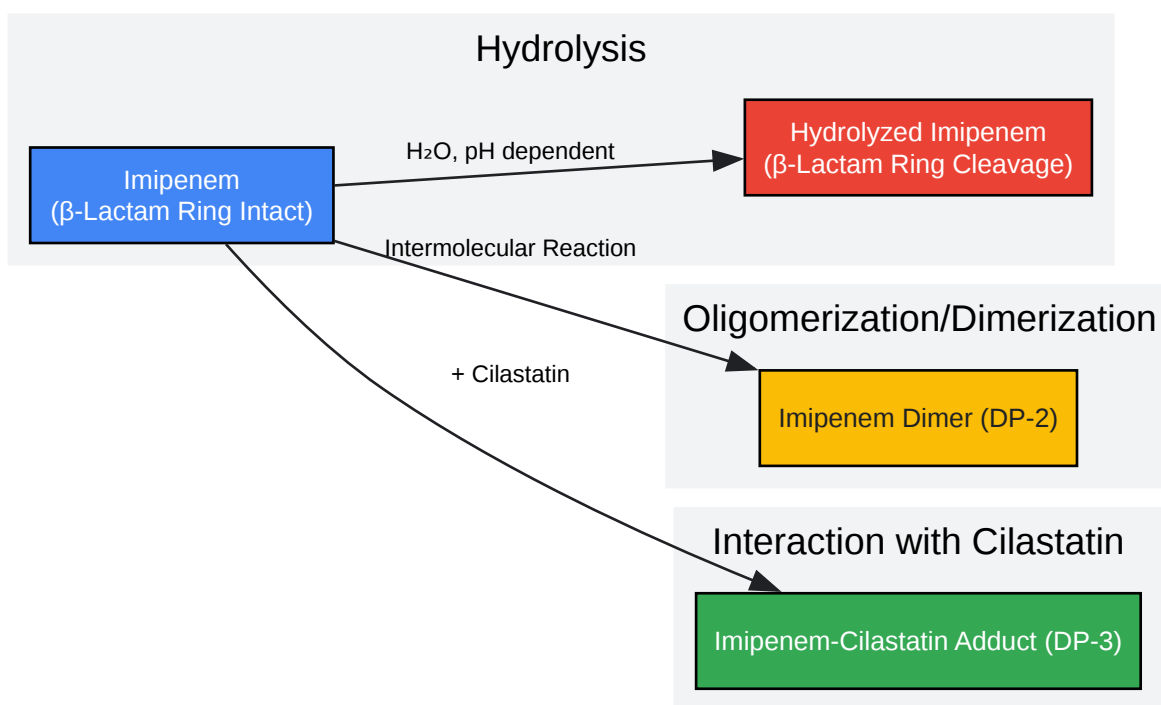 Hydrolysis
Imipenem
(β-Lactam Ring Intact)
H₂O, pH dependent
Hydrolyzed Imipenem
(β-Lactam Ring Cleavage)
Intermolecular Reaction
Oligomerization/Dimerization
+ Cilastatin
Imipenem Dimer (DP-2)
Interaction with Cilastatin
Imipenem-Cilastatin Adduct (DP-3)